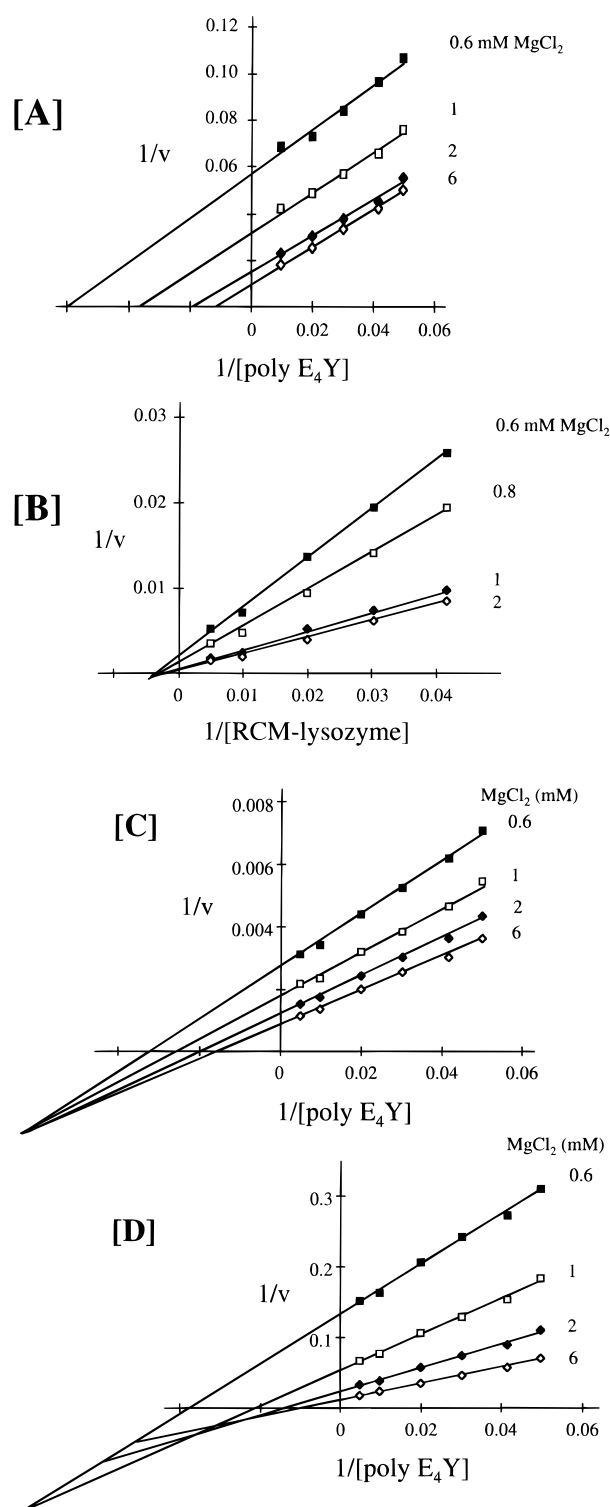 0.12
0.6 mM MgCl2
[A]
0.10
1
0.08
1/v
2
0.06
6
0 0.02 0.04 0.06
1/[poly E4Y]
0.03
0.6 mM MgCl2
[B]
0.02
0.8
1/v
0.01
1
2
0 0.01 0.02 0.03 0.04
1/[RCM-lysozyme]
MgCl2 (mM)
0.008
[C]
0.6
0.006
1
1/v
2
0.004
6
0 0.02 0.04 0.06
1/[poly E4Y]
MgCl2 (mM)
0.6
0.3
[D]
0.2
1
1/v
2
0.1
6
0 0.02 0.04 0.06
1/[poly E4Y]